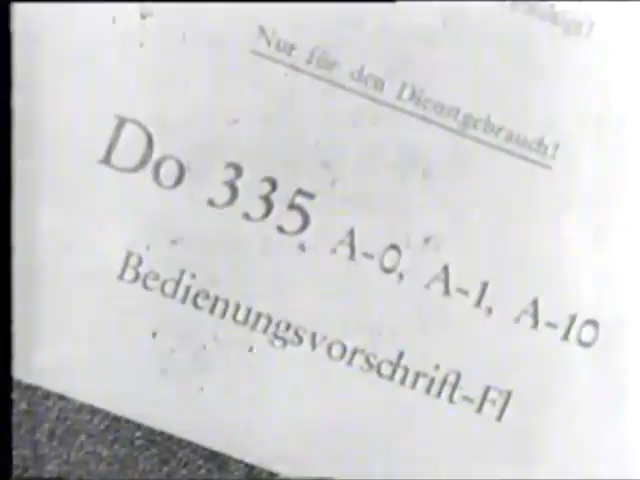 Nur für den Dienstgebrauch!
Do 335 A-0, A-1, A-10
Bedienungsvorschrift-Fl